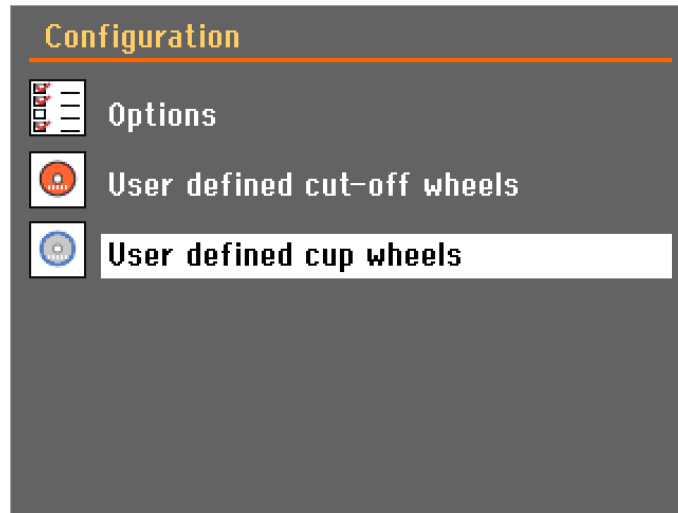 Configuration
Options
User defined cut-off wheels
User defined cup wheels